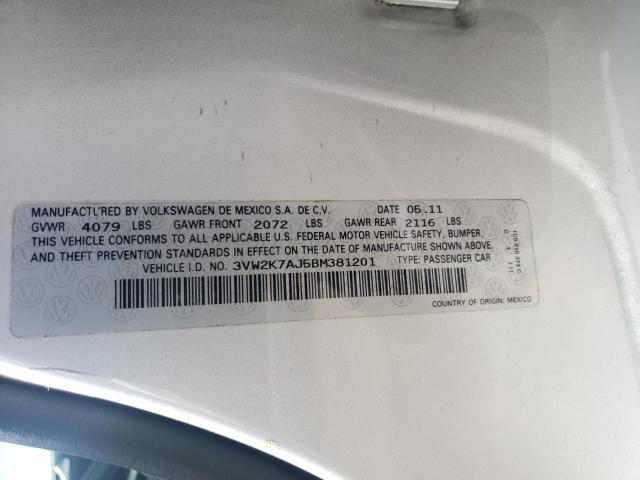 MANUFACTURED BY VOLKSWAGEN DE MEXICO S.A. DE C.V. DATE 05.11
GVWR 4079 LBS GAWR FRONT 2072 LBS GAWR REAR 2116 LBS
THIS VEHICLE CONFORMS TO ALL APPLICABLE U.S. FEDERAL MOTOR VEHICLE SAFETY, BUMPER,
AND THEFT PREVENTION STANDARDS IN EFFECT ON THE DATE OF MANUFACTURE SHOWN ABOVE.
VEHICLE I.D. NO. 3VW2K7AJ5BM381201 TYPE: PASSENGER CAR
COUNTRY OF ORIGIN: MEXICO